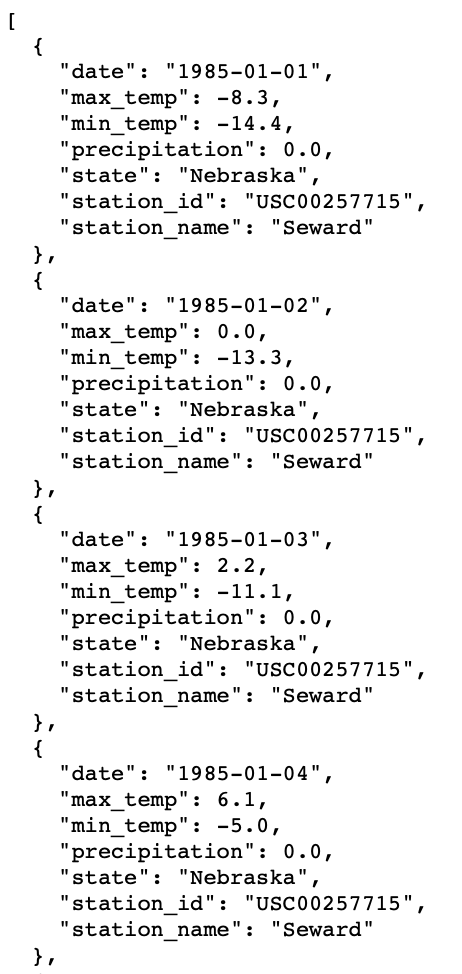 [
  {
    "date": "1985-01-01",
    "max_temp": -8.3,
    "min_temp": -14.4,
    "precipitation": 0.0,
    "state": "Nebraska",
    "station_id": "USC00257715",
    "station_name": "Seward"
  },
  {
    "date": "1985-01-02",
    "max_temp": 0.0,
    "min_temp": -13.3,
    "precipitation": 0.0,
    "state": "Nebraska",
    "station_id": "USC00257715",
    "station_name": "Seward"
  },
  {
    "date": "1985-01-03",
    "max_temp": 2.2,
    "min_temp": -11.1,
    "precipitation": 0.0,
    "state": "Nebraska",
    "station_id": "USC00257715",
    "station_name": "Seward"
  },
  {
    "date": "1985-01-04",
    "max_temp": 6.1,
    "min_temp": -5.0,
    "precipitation": 0.0,
    "state": "Nebraska",
    "station_id": "USC00257715",
    "station_name": "Seward"
  },